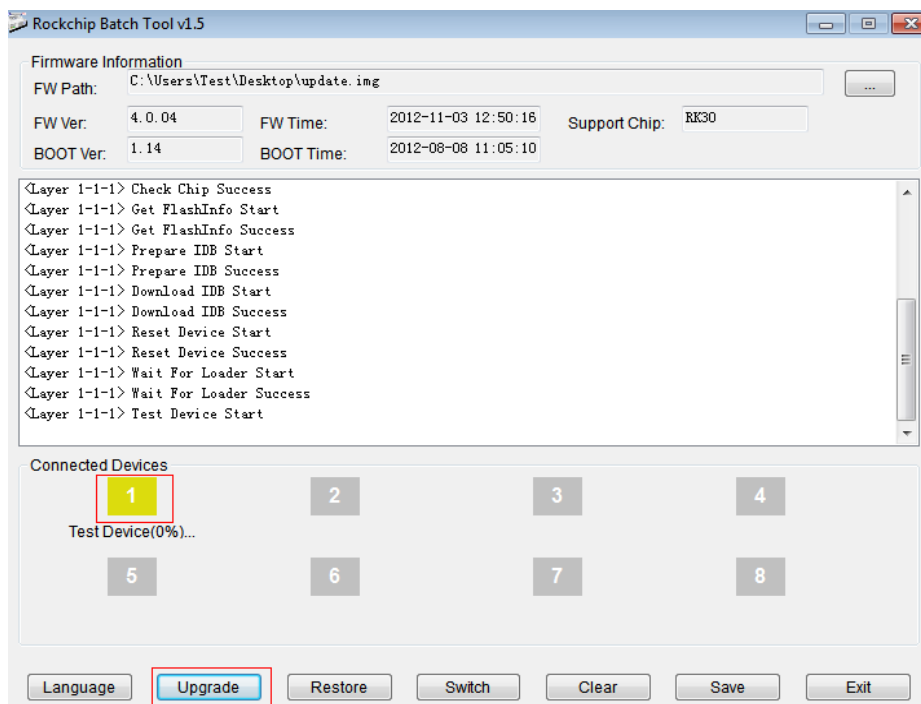 Rockchip Batch Tool v1.5
Firmware Information
FW Path: C:\Users\Test\Desktop\update.img ...
FW Ver: 4.0.04 FW Time: 2012-11-03 12:50:16 Support Chip: RK30
BOOT Ver: 1.14 BOOT Time: 2012-08-08 11:05:10
<Layer 1-1-1> Check Chip Success
<Layer 1-1-1> Get FlashInfo Start
<Layer 1-1-1> Get FlashInfo Success
<Layer 1-1-1> Prepare IDB Start
<Layer 1-1-1> Prepare IDB Success
<Layer 1-1-1> Download IDB Start
<Layer 1-1-1> Download IDB Success
<Layer 1-1-1> Reset Device Start
<Layer 1-1-1> Reset Device Success
<Layer 1-1-1> Wait For Loader Start
<Layer 1-1-1> Wait For Loader Success
<Layer 1-1-1> Test Device Start
Connected Devices
1 2 3 4
Test Device(0%)...
5 6 7 8
Language Upgrade Restore Switch Clear Save Exit